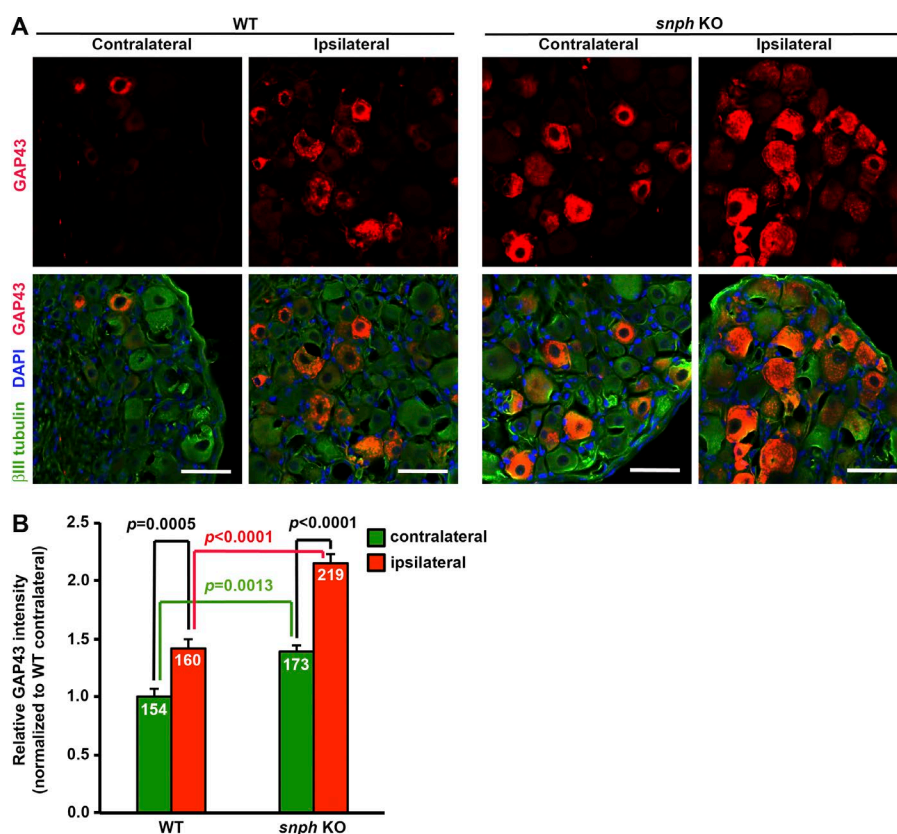 A
WT
snph KO
Contralateral
Ipsilateral
Contralateral
Ipsilateral
GAP43
βIII tubulin DAPI GAP43
B
Relative GAP43 intensity
(normalized to WT contralateral)
2.5
2.0
1.5
1.0
0.5
0.0
p=0.0005
p<0.0001
p<0.0001
p=0.0013
contralateral
ipsilateral
154
160
173
219
WT
snph KO